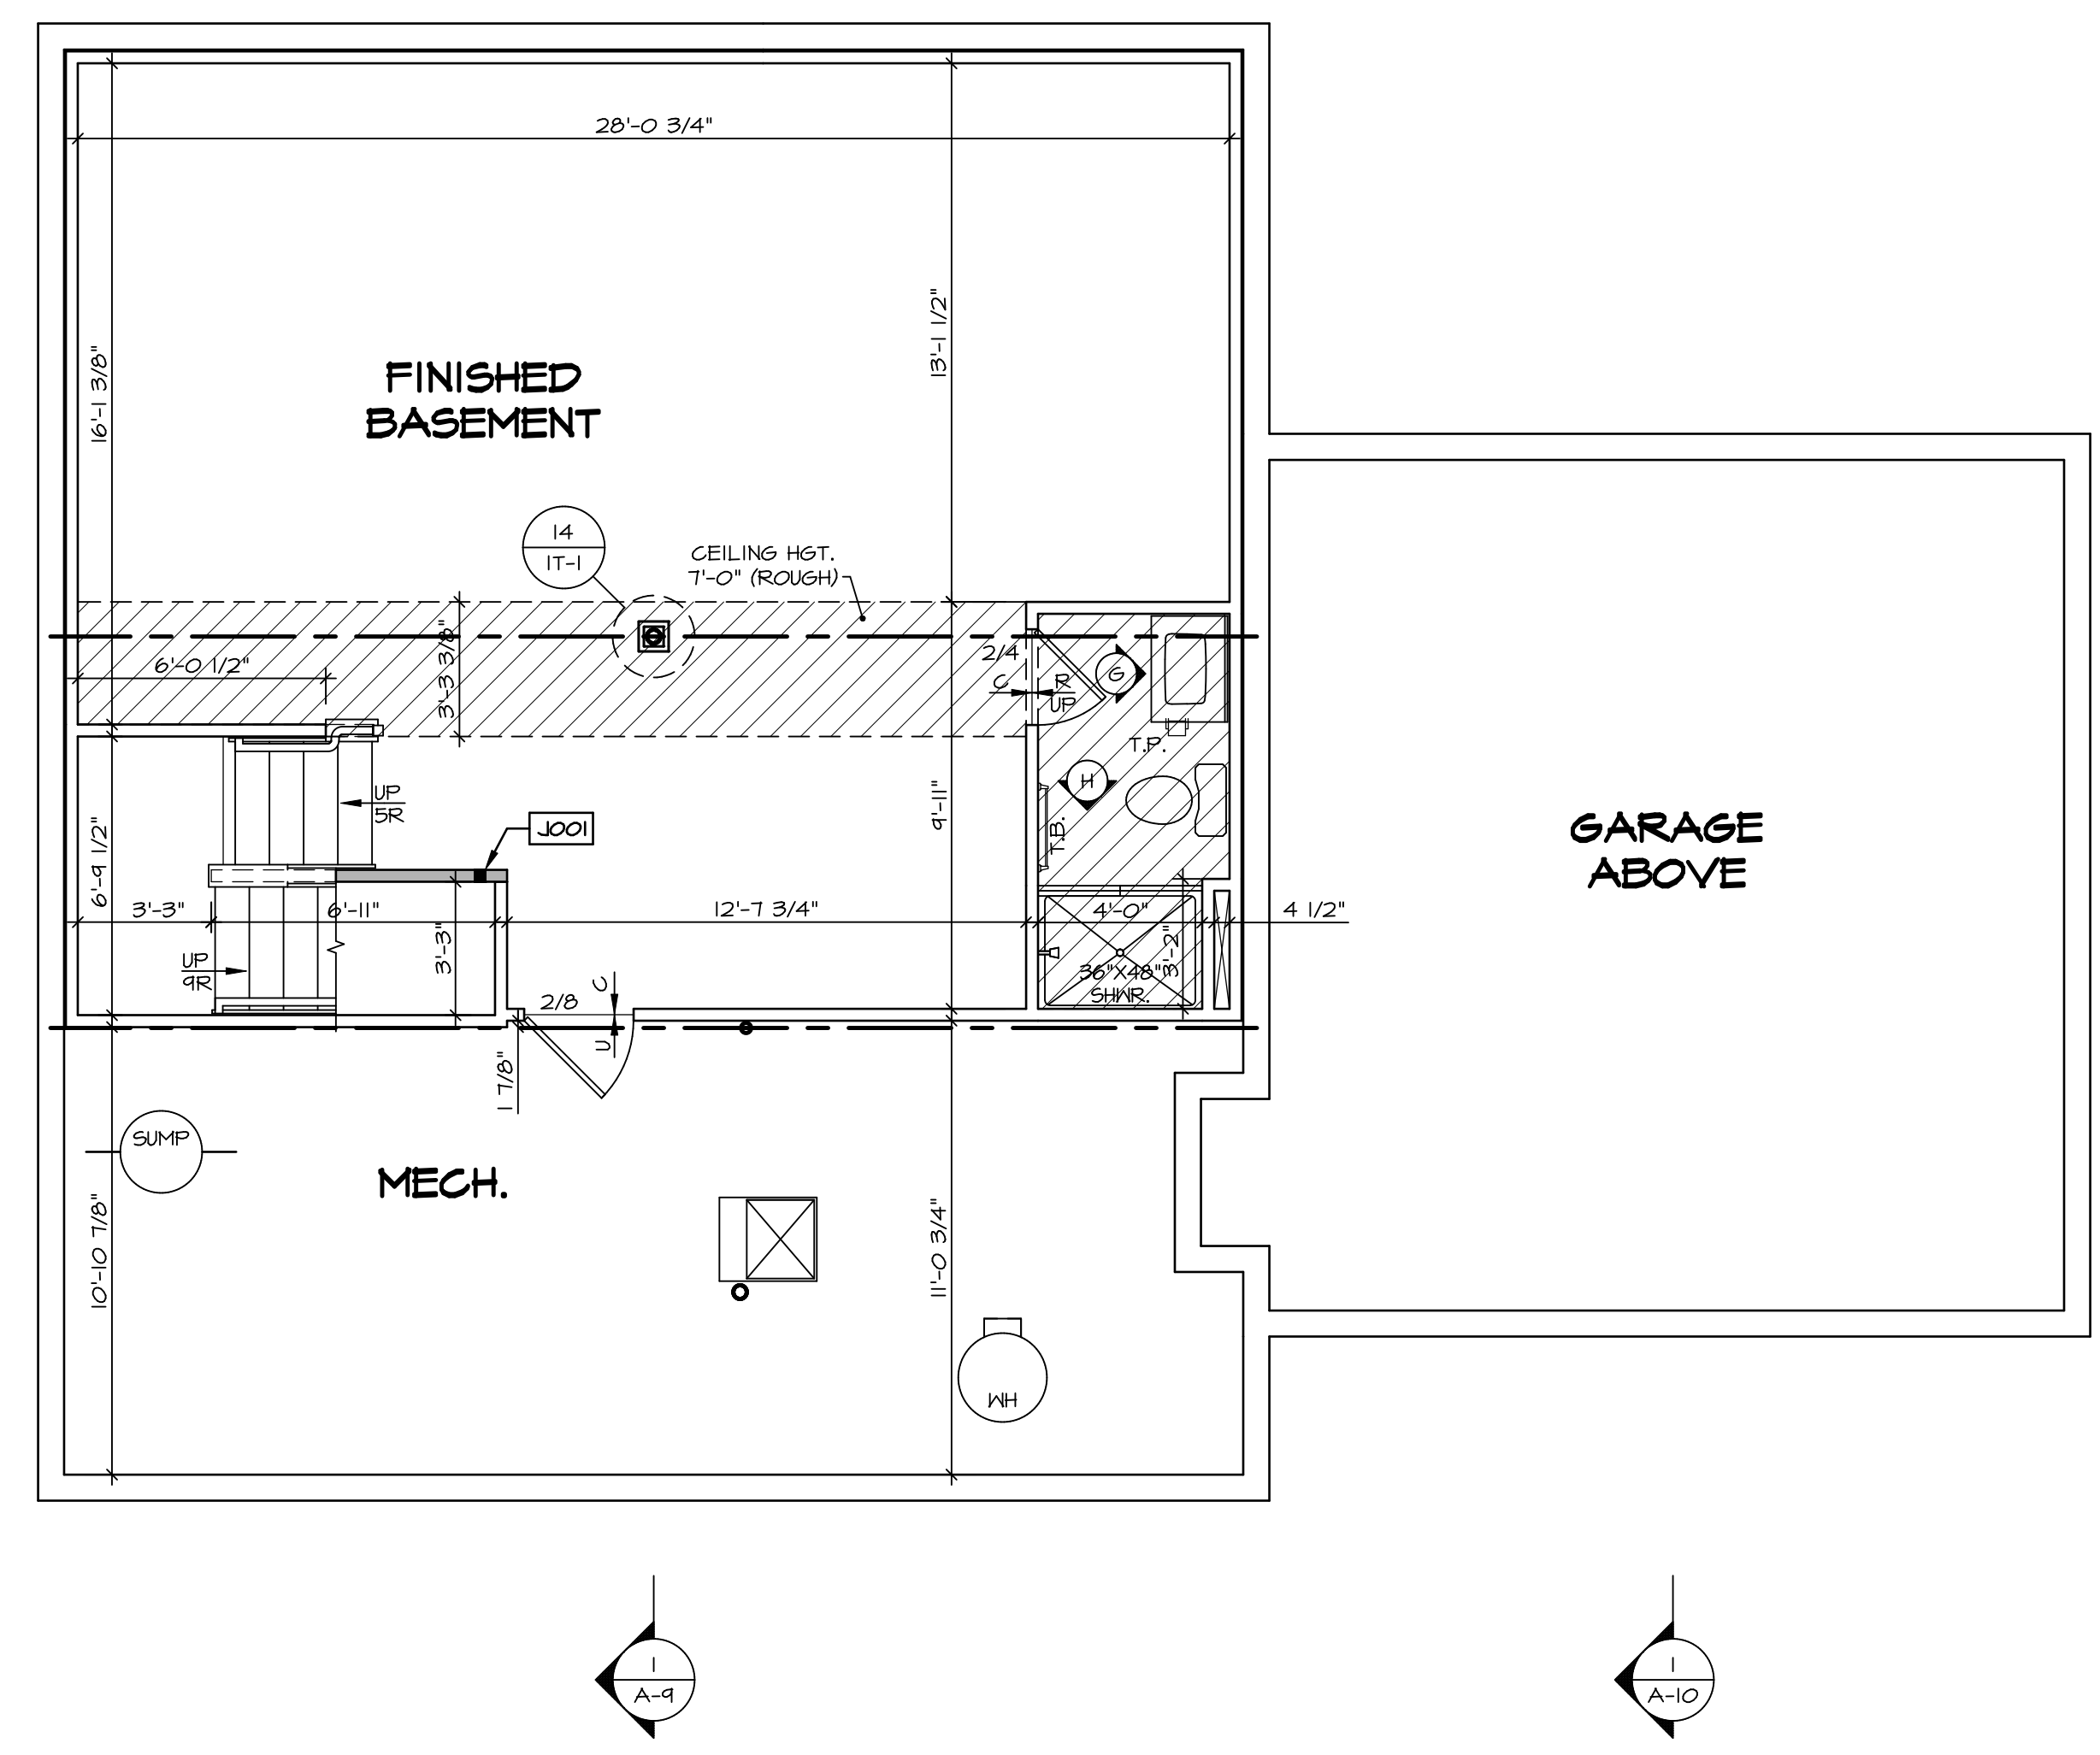 28'-0 3/4"
16'-1 3/8"
13'-1 1/2"
FINISHED
BASEMENT
14
IT-1
CEILING HGT.
7'-0" (ROUGH)
3'-3 3/8"
6'-0 1/2"
2/4
C
R
UP
G
T.P.
H
T.B.
UP
5R
J001
9'-11"
6'-9 1/2"
GARAGE
ABOVE
3'-3"
6'-11"
12'-7 3/4"
4'-0"
4 1/2"
3'-3"
3'-2"
UP
9R
36"X48"
SHWR.
2/8
C
U
1 7/8"
SUMP
MECH.
10'-10 7/8"
11'-0 3/4"
WH
1
A-9
1
A-10